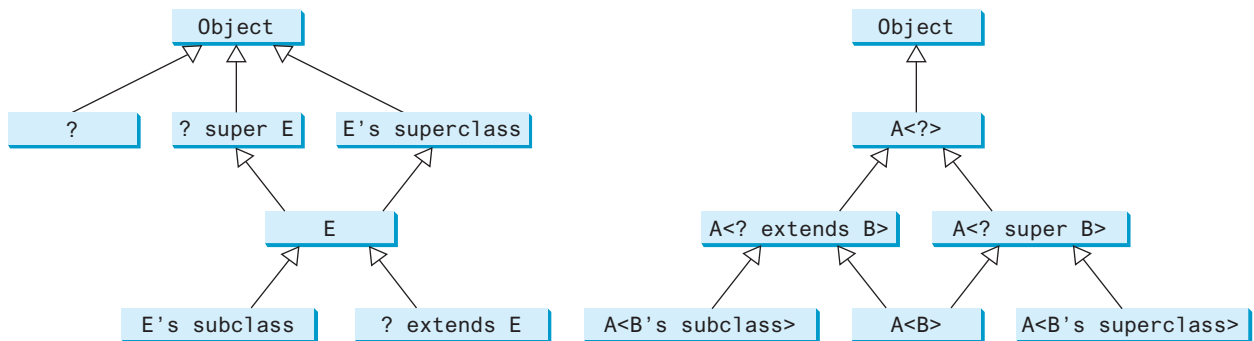 Object
? 
? super E
E's superclass
E
E's subclass
? extends E
Object
A<?>
A<? extends B>
A<? super B>
A<B's subclass>
A<B>
A<B's superclass>